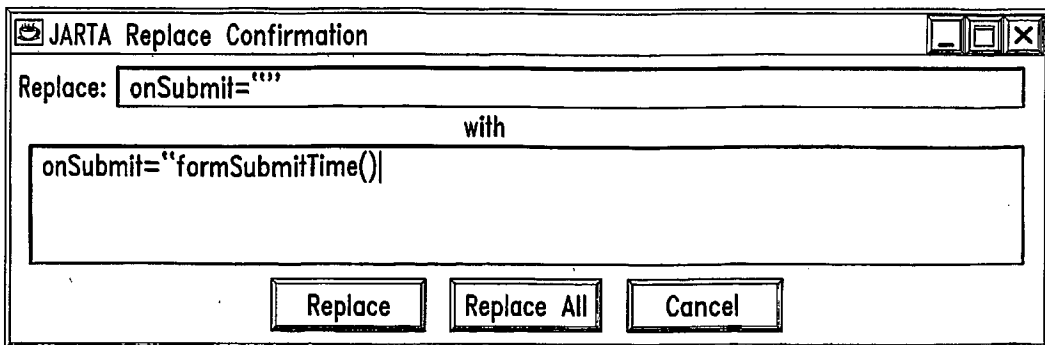 JARTA Replace Confirmation
Replace: onSubmit=“”
with
onSubmit=“formSubmitTime()
Replace Replace All Cancel